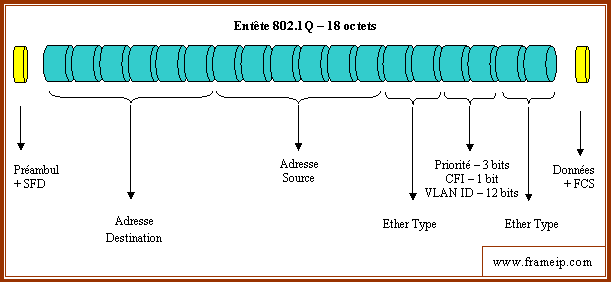 Entête 802.1Q – 18 octets
Préambul
+ SFD
Adresse
Destination
Adresse
Source
Ether Type
Priorité – 3 bits
CFI – 1 bit
VLAN ID – 12 bits
Ether Type
Données
+ FCS
www.frameip.com